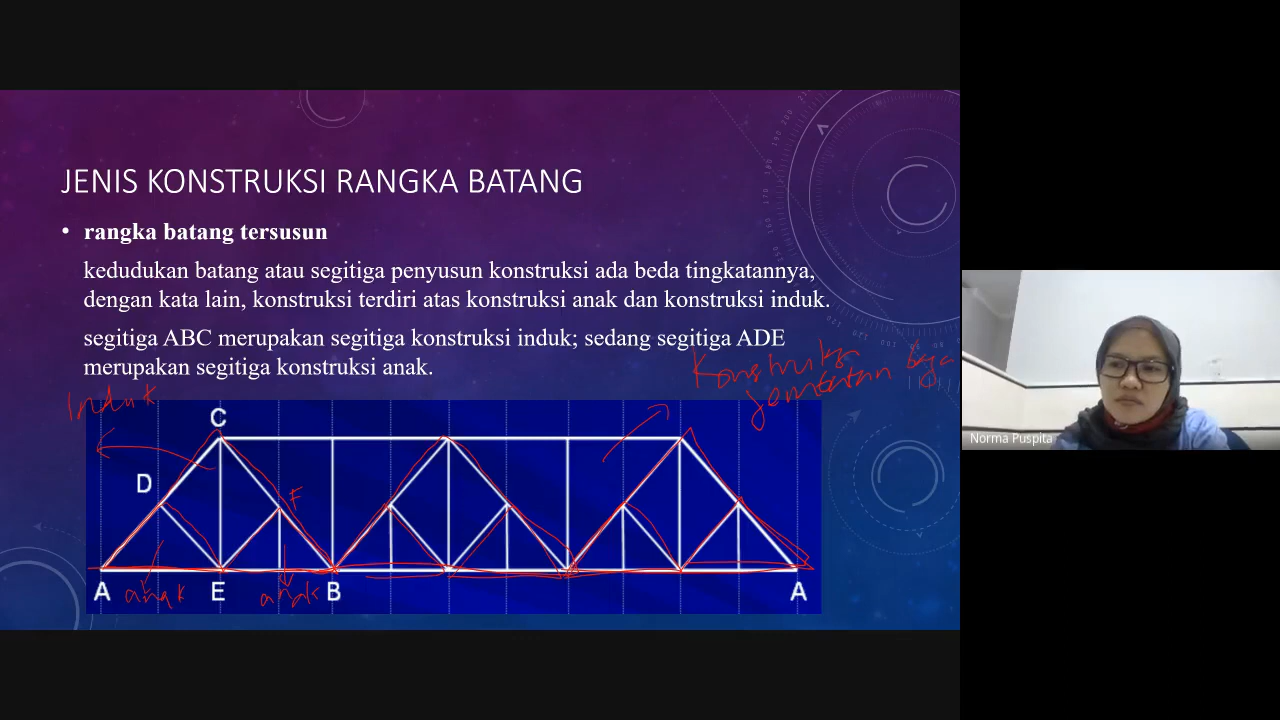 JENIS KONSTRUKSI RANGKA BATANG
• rangka batang tersusun
kedudukan batang atau segitiga penyusun konstruksi ada beda tingkatannya,
dengan kata lain, konstruksi terdiri atas konstruksi anak dan konstruksi induk.
segitiga ABC merupakan segitiga konstruksi induk; sedang segitiga ADE
merupakan segitiga konstruksi anak.
Konstruksi
jembatan baja
Induk
C
D
F
A
anak
E
anak
B
A
Norma Puspita